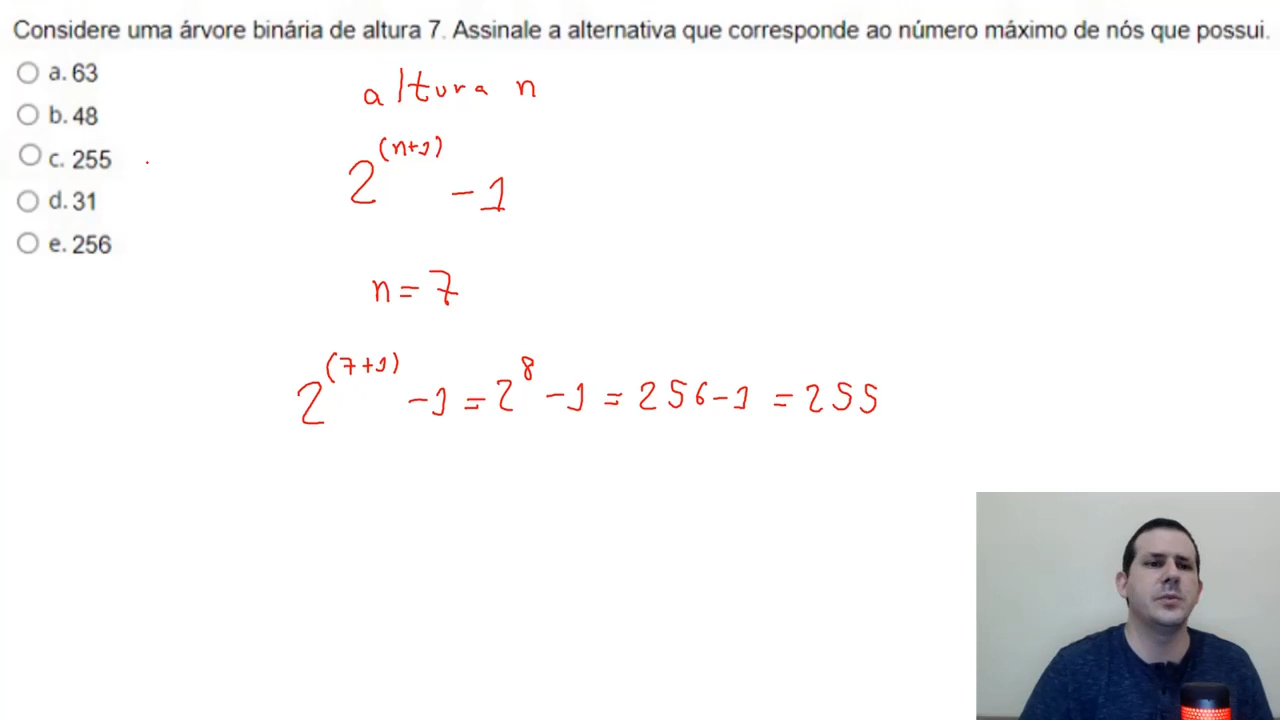 Considere uma árvore binária de altura 7. Assinale a alternativa que corresponde ao número máximo de nós que possui.
a. 63
b. 48
c. 255
d. 31
e. 256
altura n
2^(n+1) - 1
n = 7
2^(7+1) - 1 = 2^8 - 1 = 256 - 1 = 255